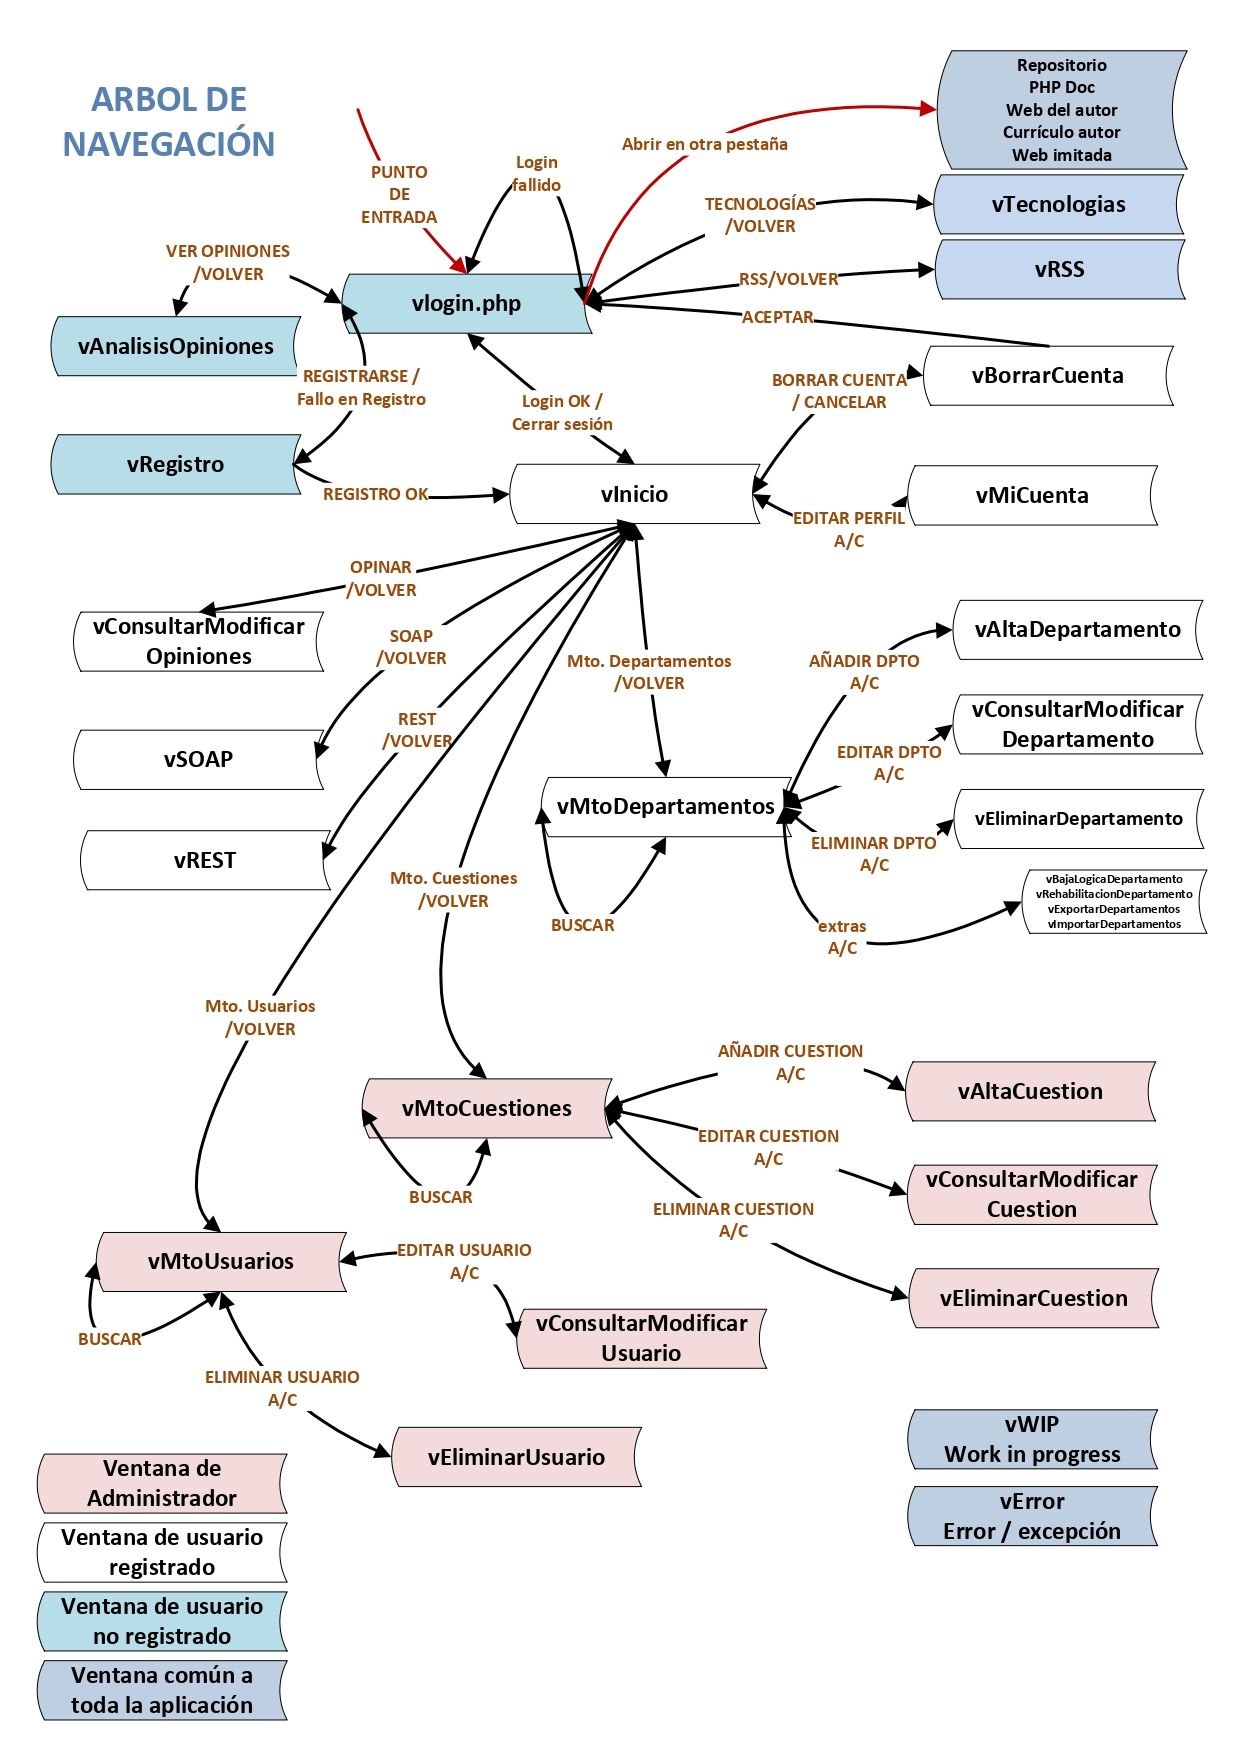 ARBOL DE
NAVEGACIÓN
Repositorio
PHP Doc
Web del autor
Currículo autor
Web imitada
Abrir en otra pestaña
PUNTO
DE
ENTRADA
Login
fallido
TECNOLOGÍAS
/VOLVER
vTecnologias
VER OPINIONES
/VOLVER
RSS/VOLVER
vRSS
vlogin.php
ACEPTAR
vAnalisisOpiniones
REGISTRARSE /
Fallo en Registro
BORRAR CUENTA
/ CANCELAR
vBorrarCuenta
Login OK /
Cerrar sesión
vRegistro
REGISTRO OK
vInicio
vMiCuenta
EDITAR PERFIL
A/C
OPINAR
/VOLVER
vConsultarModificar
Opiniones
SOAP
/VOLVER
Mto. Departamentos
/VOLVER
AÑADIR DPTO
A/C
vAltaDepartamento
REST
/VOLVER
vConsultarModificar
Departamento
EDITAR DPTO
A/C
vSOAP
vMtoDepartamentos
ELIMINAR DPTO
A/C
vEliminarDepartamento
vREST
Mto. Cuestiones
/VOLVER
BUSCAR
extras
A/C
vBajaLogicaDepartamento
vRehabilitacionDepartamento
vExportarDepartamentos
vImportarDepartamentos
Mto. Usuarios
/VOLVER
AÑADIR CUESTION
A/C
vAltaCuestion
vMtoCuestiones
EDITAR CUESTION
A/C
vConsultarModificar
Cuestion
BUSCAR
ELIMINAR CUESTION
A/C
vMtoUsuarios
EDITAR USUARIO
A/C
vEliminarCuestion
BUSCAR
vConsultarModificar
Usuario
ELIMINAR USUARIO
A/C
vEliminarUsuario
vWIP
Work in progress
vError
Error / excepción
Ventana de
Administrador
Ventana de usuario
registrado
Ventana de usuario
no registrado
Ventana común a
toda la aplicación